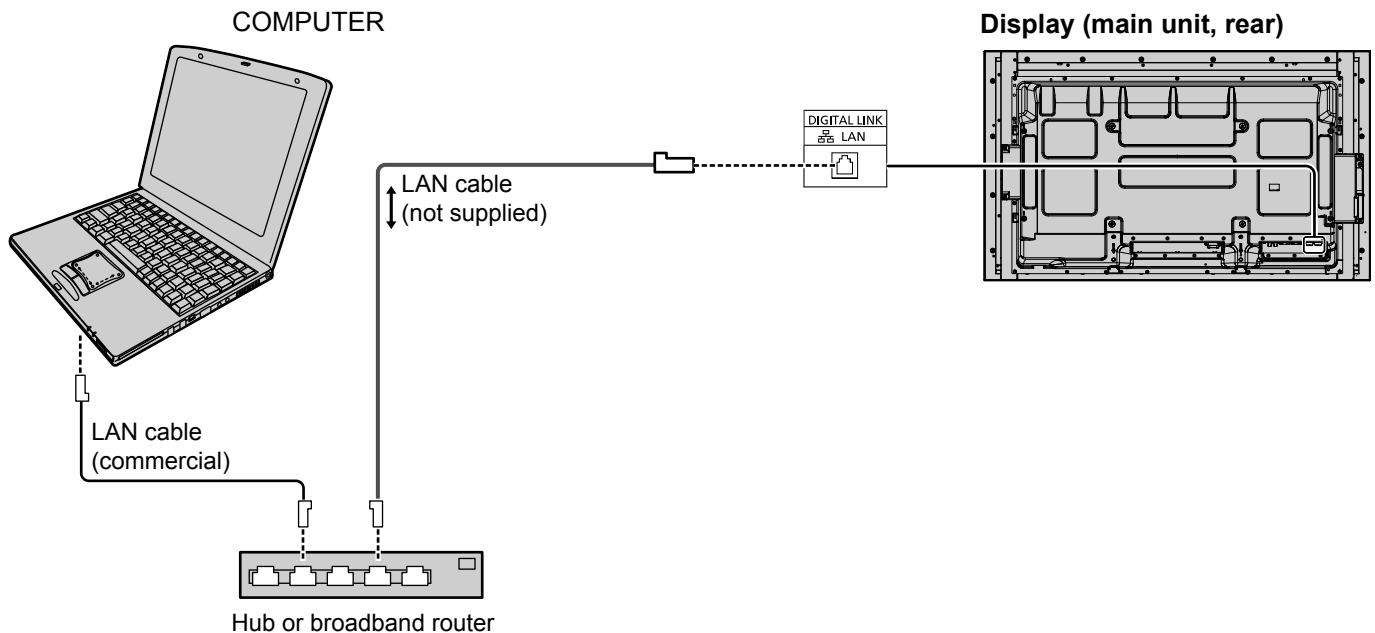 COMPUTER
Display (main unit, rear)
DIGITAL LINK
LAN
LAN cable
(not supplied)
LAN cable
(commercial)
Hub or broadband router